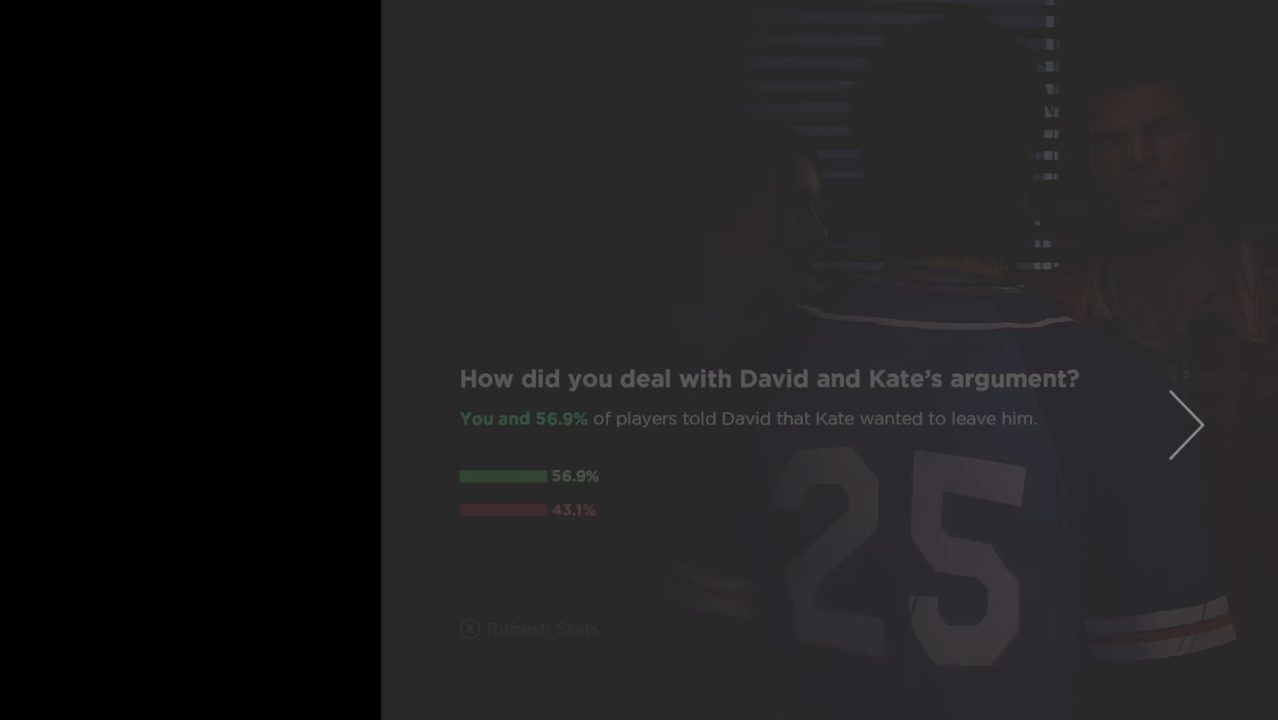 How did you deal with David and Kate's argument?
You and 56.9% of players told David that Kate wanted to leave him.
56.9%
43.1%
25
X Refresh Stats